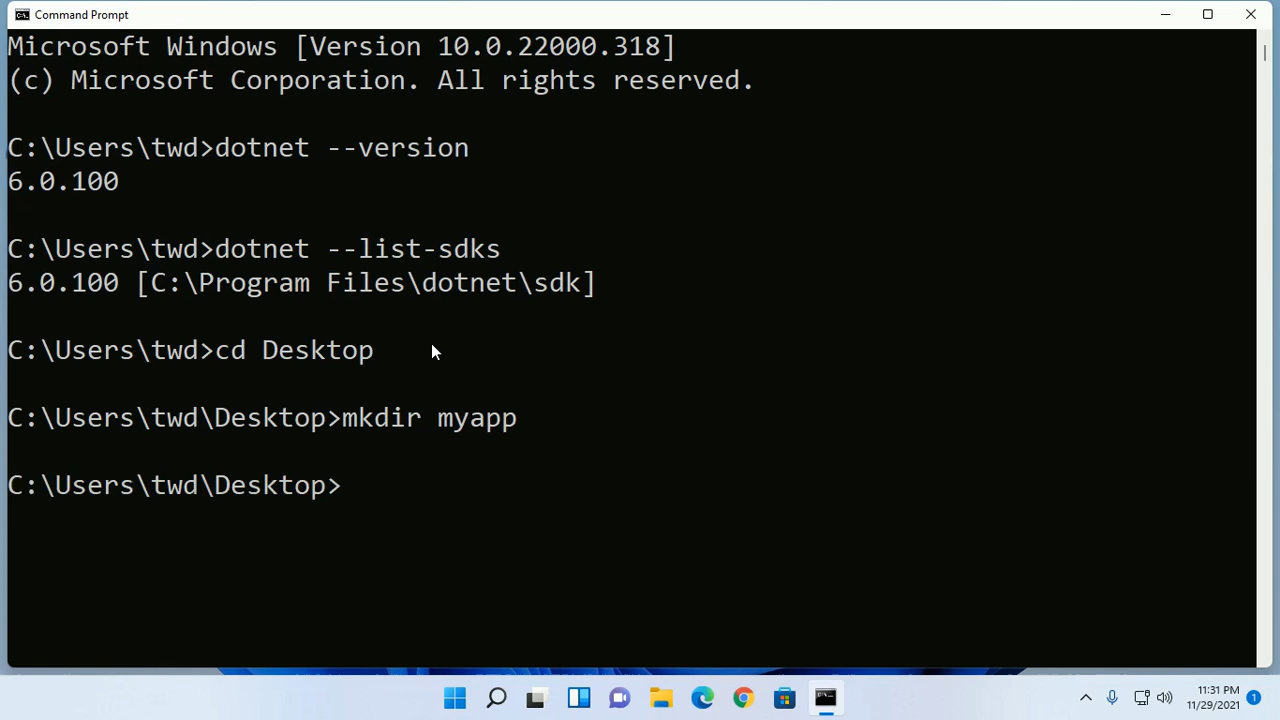 Command Prompt
Microsoft Windows [Version 10.0.22000.318]
(c) Microsoft Corporation. All rights reserved.
C:\Users\twd>dotnet --version
6.0.100
C:\Users\twd>dotnet --list-sdks
6.0.100 [C:\Program Files\dotnet\sdk]
C:\Users\twd>cd Desktop
C:\Users\twd\Desktop>mkdir myapp
C:\Users\twd\Desktop>
11:31 PM
11/29/2021
1